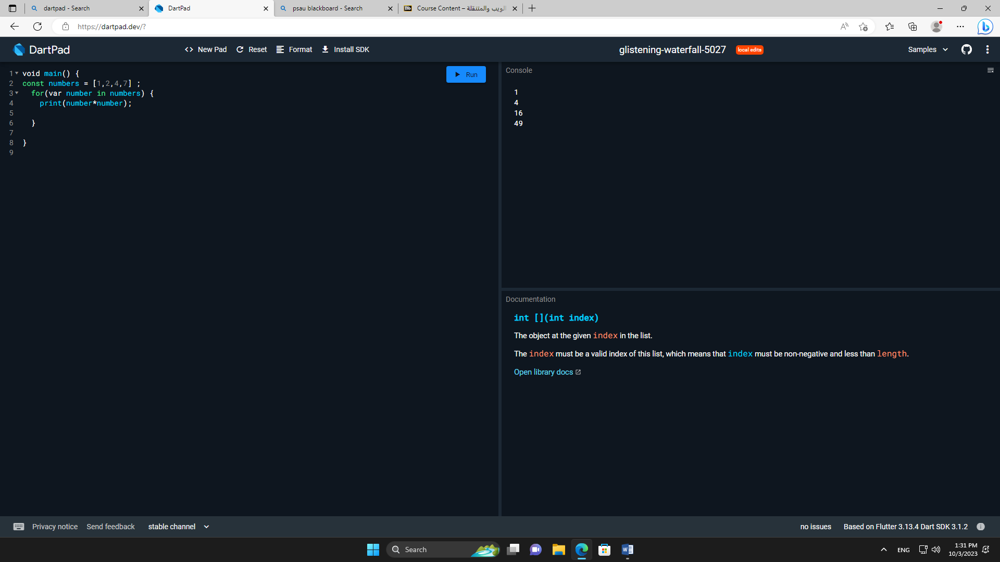 dartpad - Search
DartPad
psau blackboard - Search
Course Content – الويب والمتنقلة
https://dartpad.dev/?
DartPad
New Pad
Reset
Format
Install SDK
glistening-waterfall-5027
local edits
Samples
1 void main() {
2 const numbers = [1,2,4,7] ;
3 for(var number in numbers) {
4 print(number*number);
5
6 }
7
8 }
9
Run
Console
1
4
16
49
Documentation
int [](int index)
The object at the given index in the list.
The index must be a valid index of this list, which means that index must be non-negative and less than length.
Open library docs
Privacy notice
Send feedback
stable channel
no issues
Based on Flutter 3.13.4 Dart SDK 3.1.2
Search
ENG
1:31 PM
10/3/2023